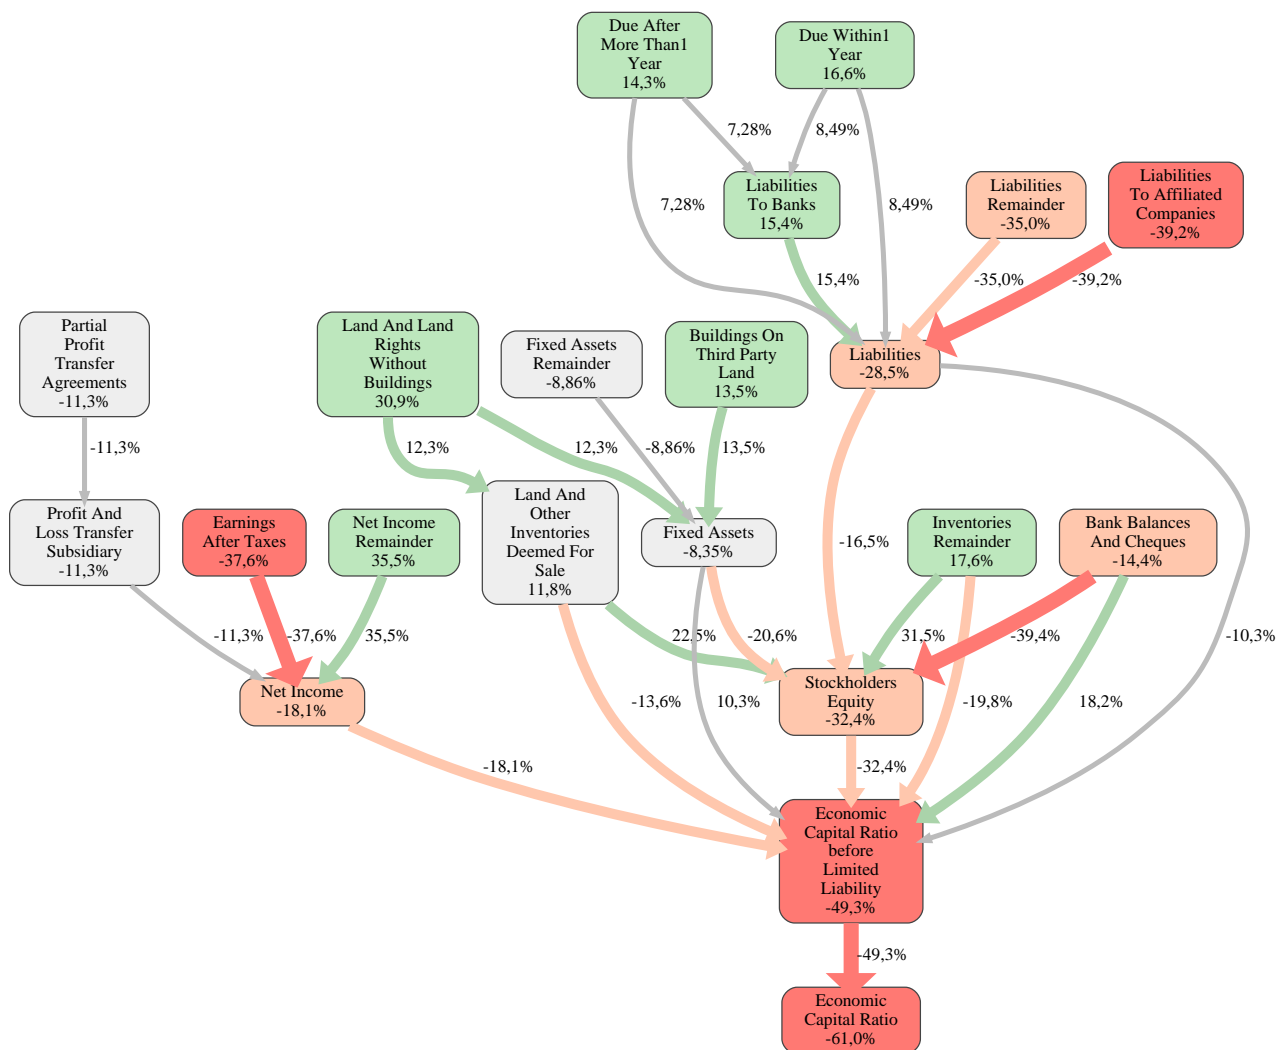 Due After
More Than1
Year
14,3%
Due Within1
Year
16,6%
7,28%
8,49%
Liabilities
To Banks
15,4%
Liabilities
Remainder
-35,0%
Liabilities
To Affiliated
Companies
-39,2%
7,28%
8,49%
15,4%
-35,0%
-39,2%
Partial
Profit
Transfer
Agreements
-11,3%
Land And Land
Rights
Without
Buildings
30,9%
Fixed Assets
Remainder
-8,86%
Buildings On
Third Party
Land
13,5%
Liabilities
-28,5%
-11,3%
12,3%
12,3%
-8,86%
13,5%
Profit And
Loss Transfer
Subsidiary
-11,3%
Earnings
After Taxes
-37,6%
Net Income
Remainder
35,5%
Land And
Other
Inventories
Deemed For
Sale
11,8%
Fixed Assets
-8,35%
-16,5%
Inventories
Remainder
17,6%
Bank Balances
And Cheques
-14,4%
-11,3%
-37,6%
35,5%
22,5%
-20,6%
31,5%
-39,4%
-10,3%
Net Income
-18,1%
-13,6%
10,3%
Stockholders
Equity
-32,4%
-19,8%
18,2%
-18,1%
-32,4%
Economic
Capital Ratio
before
Limited
Liability
-49,3%
-49,3%
Economic
Capital Ratio
-61,0%